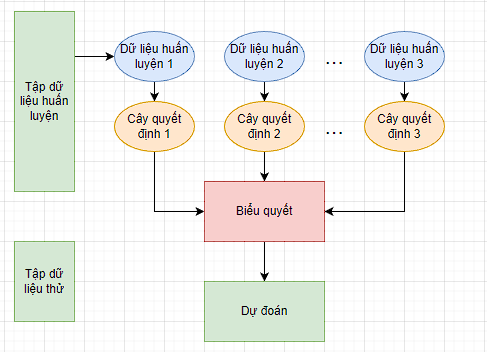 Tập dữ
liệu huấn
luyện
Dữ liệu huấn
luyện 1
Dữ liệu huấn
luyện 2
...
Dữ liệu huấn
luyện 3
Cây quyết
định 1
Cây quyết
định 2
...
Cây quyết
định 3
Biểu quyết
Tập dữ
liệu thử
Dự đoán